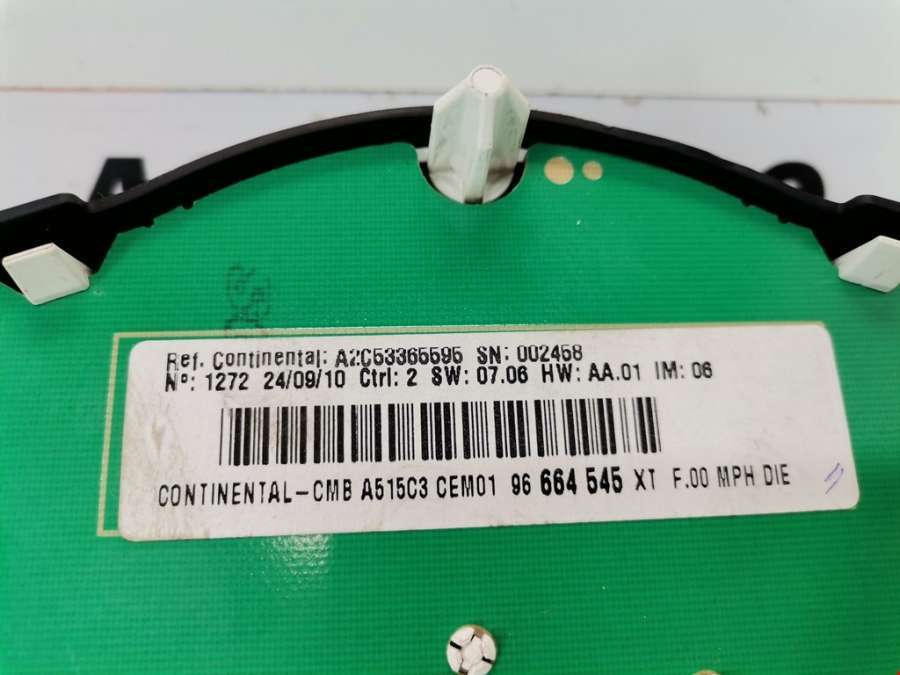 Ref. Continental: A2C53365595 SN: 002458
Nº: 1272 24/09/10 Ctrl: 2 SW: 07.06 HW: AA.01 IM: 06
CONTINENTAL-CMB A515C3 CEM01 96 664 545 XT F.00 MPH DIE